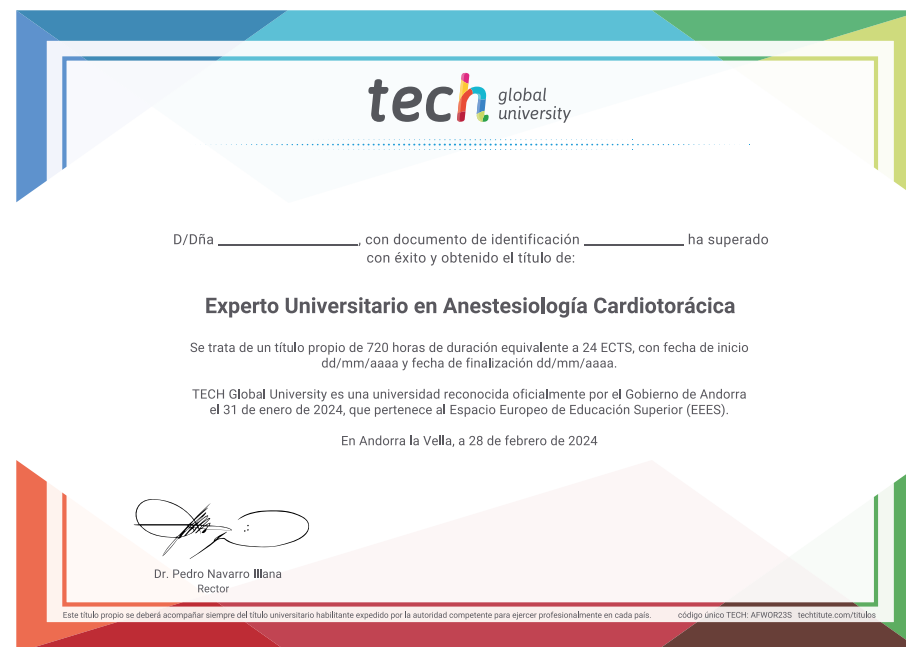 tech global university
D/Dña ______________, con documento de identificación __________ ha superado
con éxito y obtenido el título de:
Experto Universitario en Anestesiología Cardiotorácica
Se trata de un título propio de 720 horas de duración equivalente a 24 ECTS, con fecha de inicio
dd/mm/aaaa y fecha de finalización dd/mm/aaaa.
TECH Global University es una universidad reconocida oficialmente por el Gobierno de Andorra
el 31 de enero de 2024, que pertenece al Espacio Europeo de Educación Superior (EEES).
En Andorra la Vella, a 28 de febrero de 2024
Dr. Pedro Navarro Illana
Rector
Este título propio se deberá acompañar siempre del título universitario habilitante expedido por la autoridad competente para ejercer profesionalmente en cada país. código único TECH: AFWOR23S techtitute.com/titulos